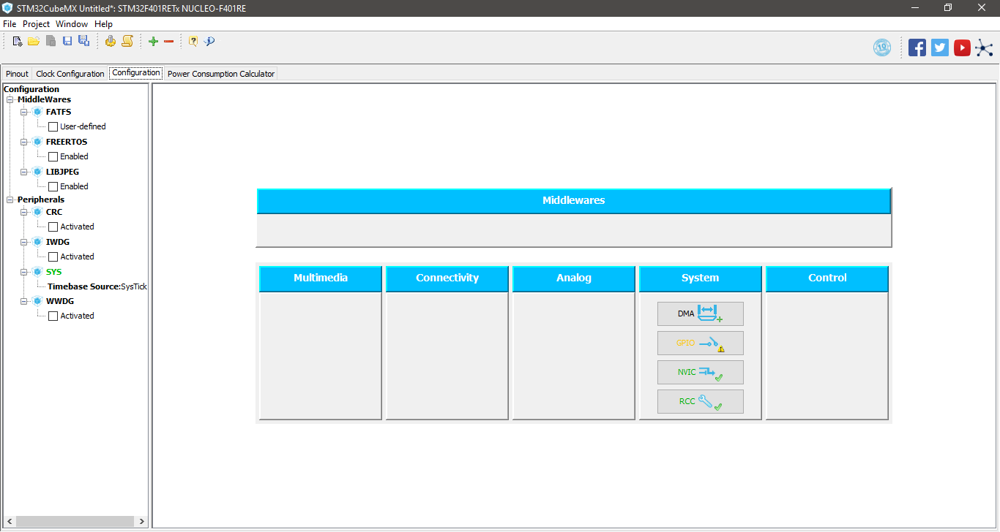 STM32CubeMX Untitled*: STM32F401RETx NUCLEO-F401RE
File Project Window Help
10
Pinout Clock Configuration Configuration Power Consumption Calculator
Configuration
MiddleWares
FATFS
User-defined
FREERTOS
Enabled
LIBJPEG
Enabled
Peripherals
CRC
Activated
IWDG
Activated
SYS
Timebase Source:SysTick
WWDG
Activated
Middlewares
Multimedia Connectivity Analog System Control
DMA
GPIO
NVIC
RCC